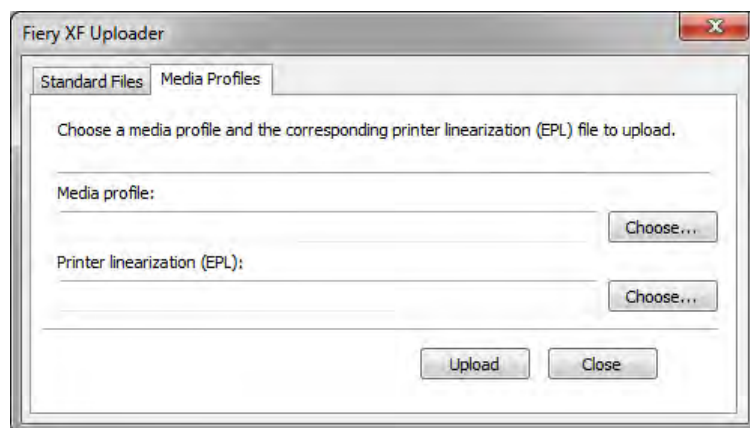 Fiery XF Uploader
Standard Files Media Profiles
Choose a media profile and the corresponding printer linearization (EPL) file to upload.
Media profile:
Choose...
Printer linearization (EPL):
Choose...
Upload Close